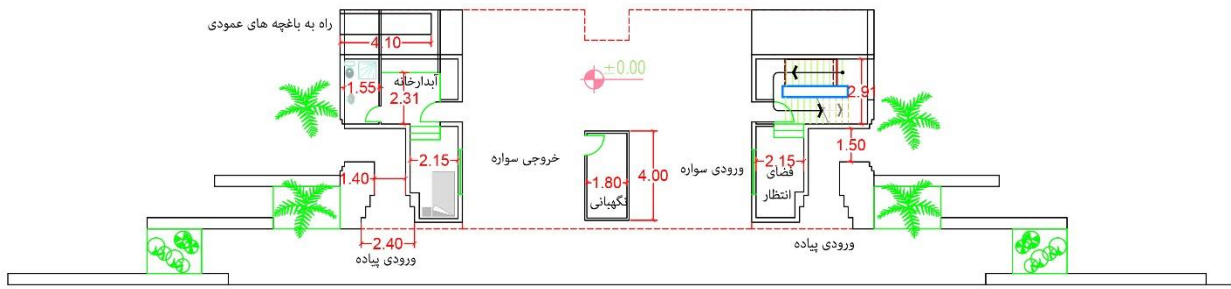 راه به باغچه های عمودی
4.10
±0.00
آبدارخانه
1.55
2.31
2.91
1.50
2.15
خروجی سواره
4.00
ورودی سواره
2.15
فضای
انتظار
1.40
1.80
نگهبانی
2.40
ورودی پیاده
ورودی پیاده